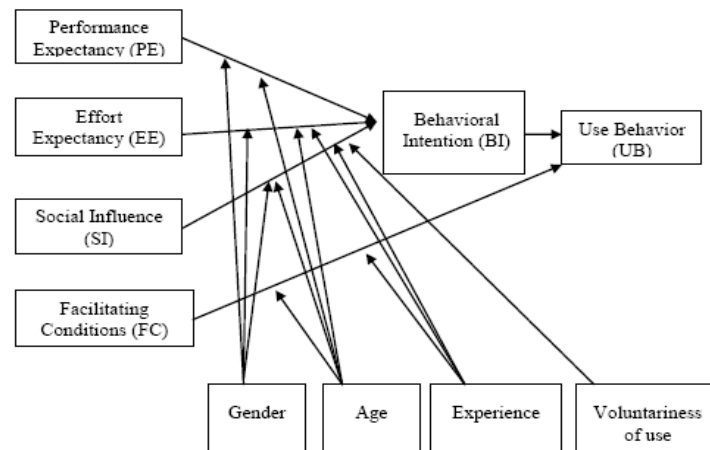 Performance
Expectancy (PE)
Effort
Expectancy (EE)
Behavioral
Intention (BI)
Use Behavior
(UB)
Social Influence
(SI)
Facilitating
Conditions (FC)
Gender
Age
Experience
Voluntariness
of use